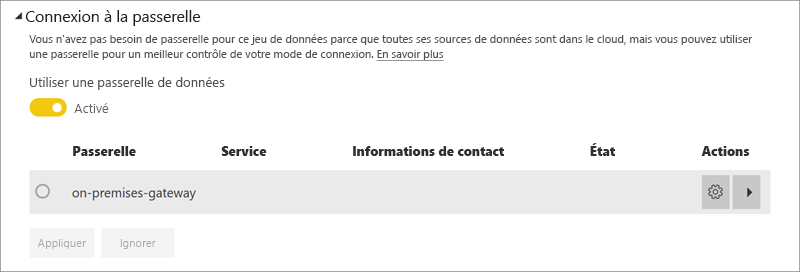 Connexion à la passerelle
Vous n'avez pas besoin de passerelle pour ce jeu de données parce que toutes ses sources de données sont dans le cloud, mais vous pouvez utiliser
une passerelle pour un meilleur contrôle de votre mode de connexion. En savoir plus
Utiliser une passerelle de données
Activé
Passerelle Service Informations de contact État Actions
on-premises-gateway
Appliquer Ignorer